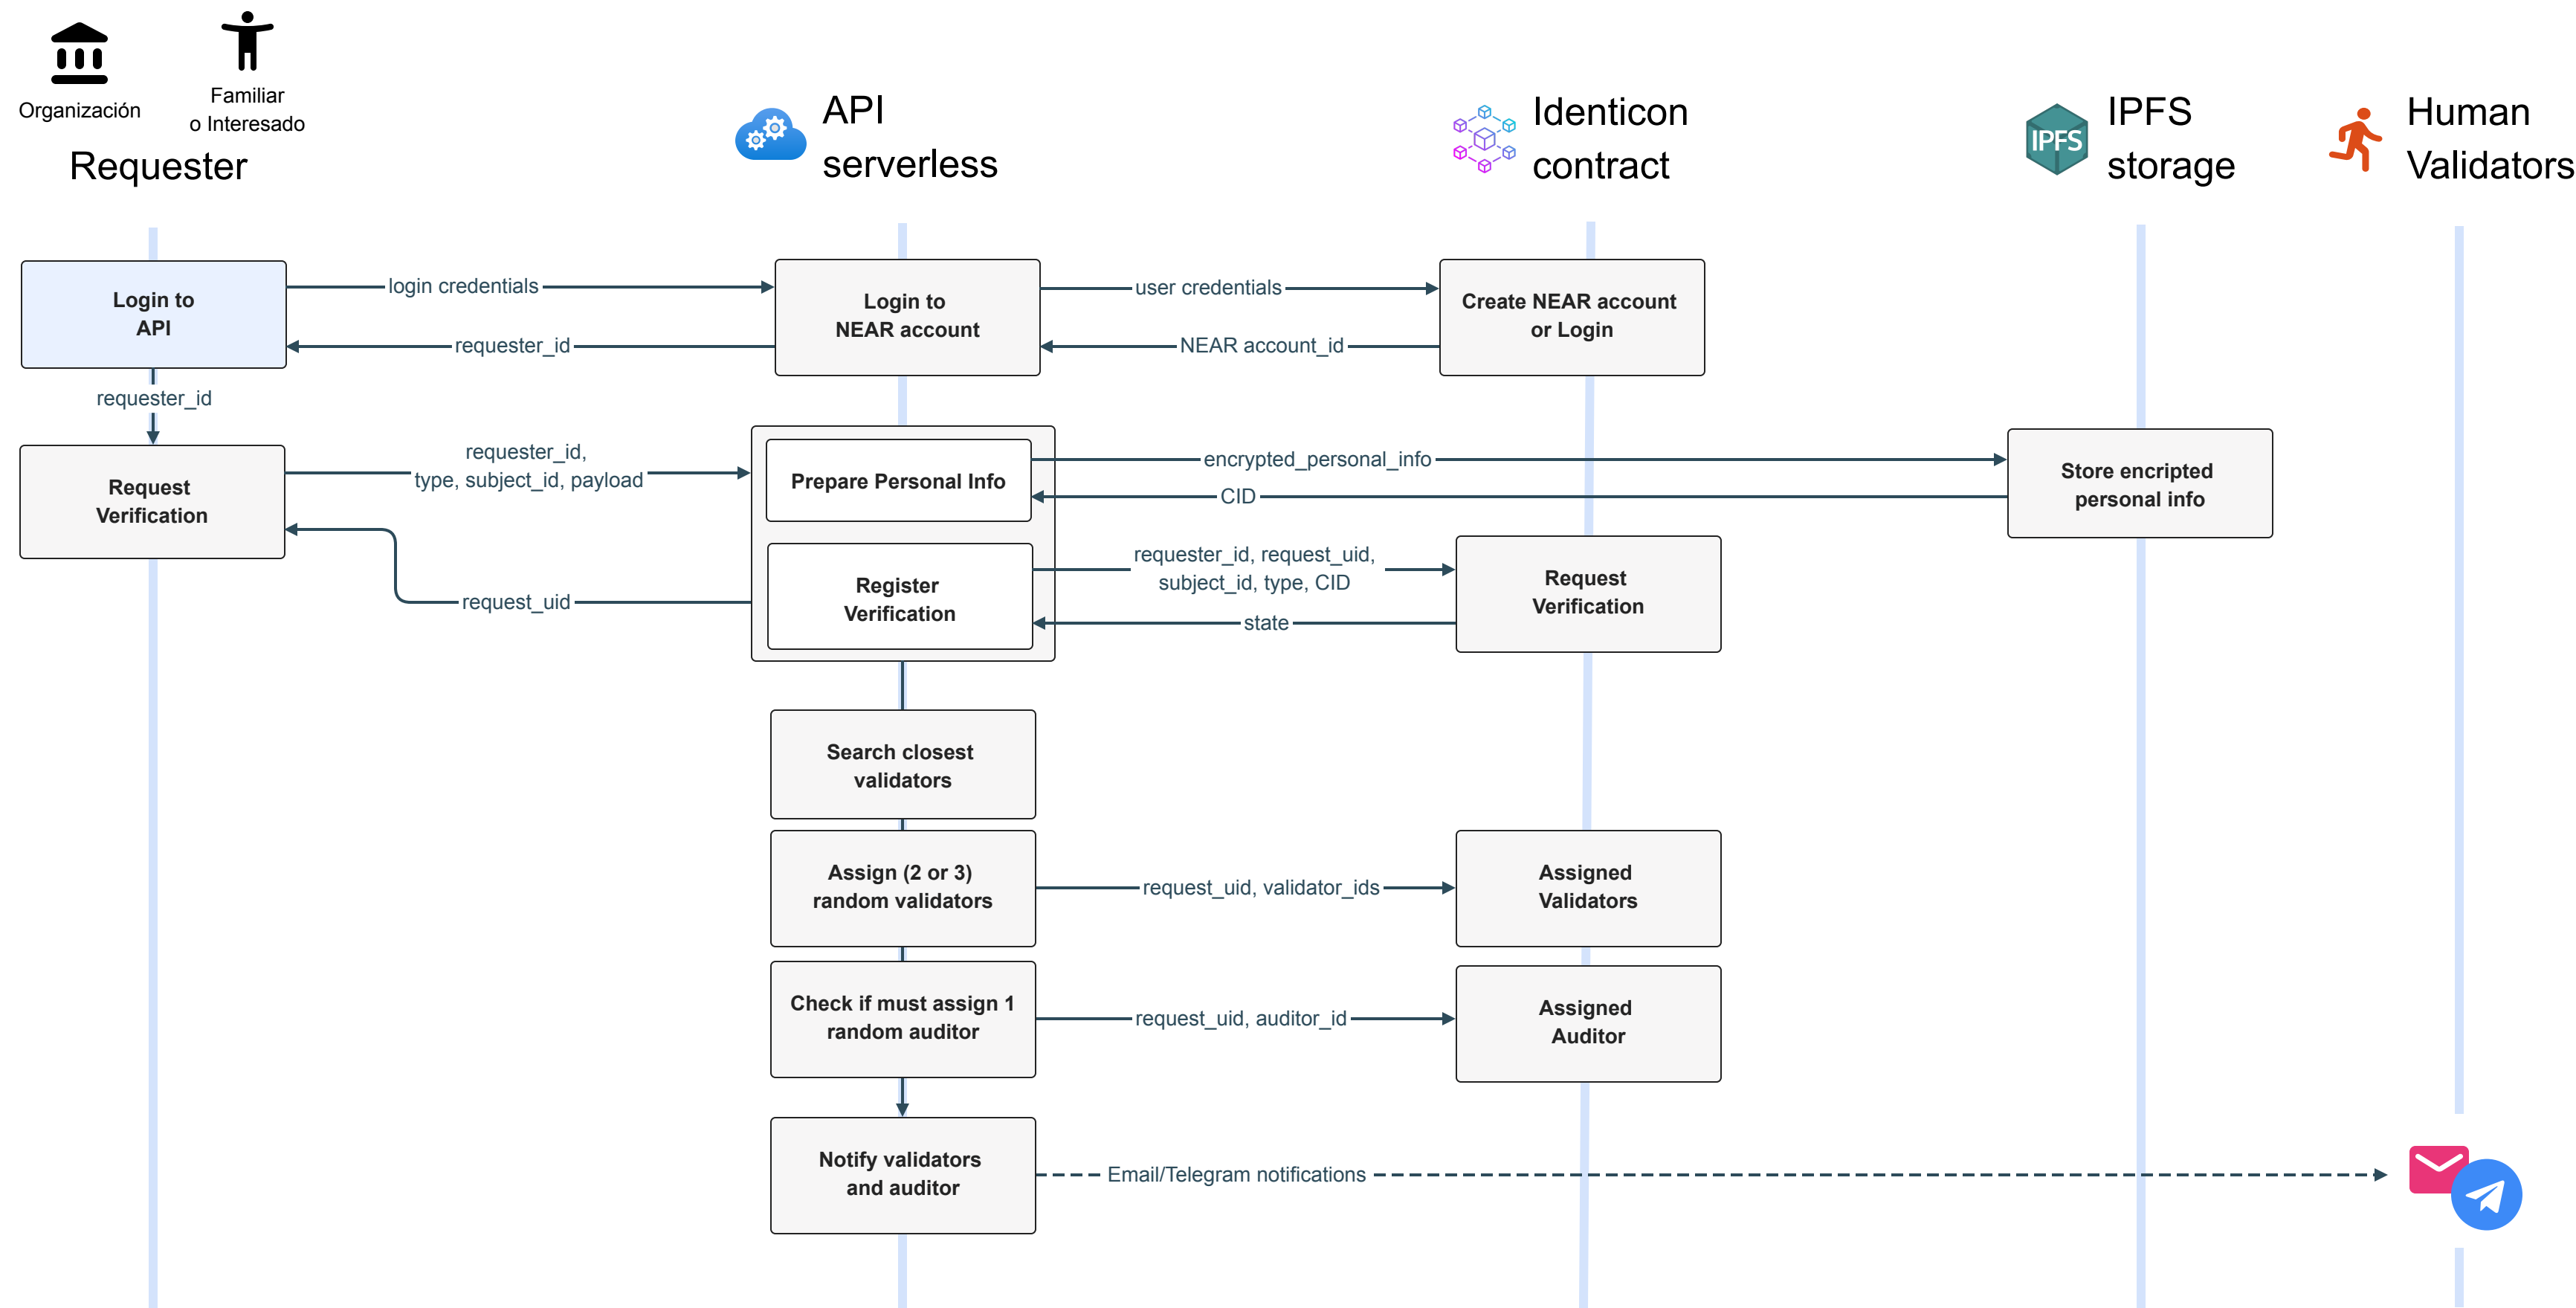 Organización
Familiar
o Interesado
Requester
API
serverless
Identicon
contract
IPFS
IPFS
storage
Human
Validators
Login to
API
login credentials
requester_id
Login to
NEAR account
user credentials
NEAR account_id
Create NEAR account
or Login
requester_id
Request
Verification
requester_id,
type, subject_id, payload
request_uid
Prepare Personal Info
encrypted_personal_info
CID
Store encripted
personal info
Register
Verification
requester_id, request_uid,
subject_id, type, CID
state
Request
Verification
Search closest
validators
Assign (2 or 3)
random validators
request_uid, validator_ids
Assigned
Validators
Check if must assign 1
random auditor
request_uid, auditor_id
Assigned
Auditor
Notify validators
and auditor
Email/Telegram notifications